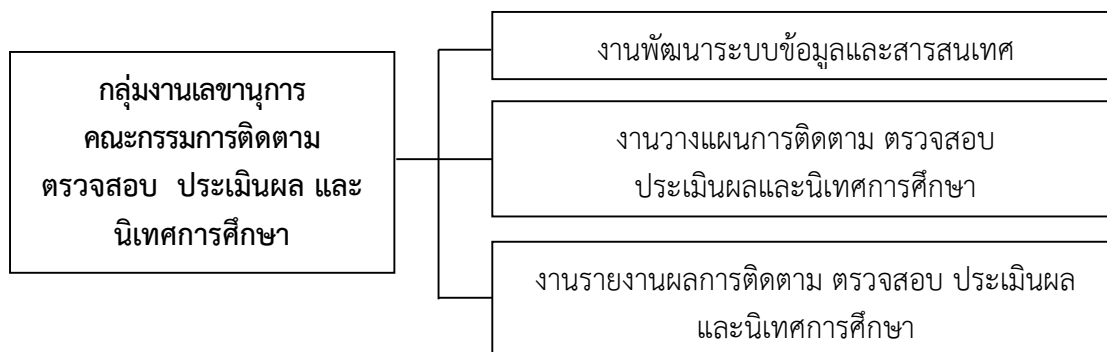 กลุ่มงานเลขานุการ
คณะกรรมการติดตาม
ตรวจสอบ ประเมินผล และ
นิเทศการศึกษา
งานพัฒนาระบบข้อมูลและสารสนเทศ
งานวางแผนการติดตาม ตรวจสอบ
ประเมินผลและนิเทศการศึกษา
งานรายงานผลการติดตาม ตรวจสอบ ประเมินผล
และนิเทศการศึกษา